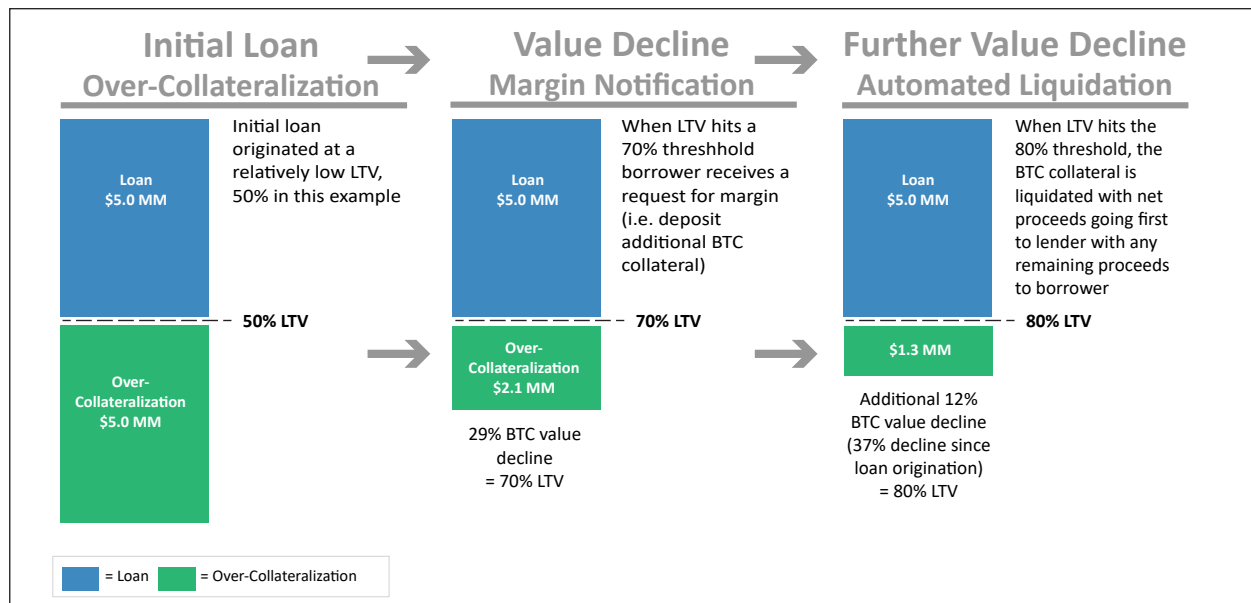 Initial Loan
Over-Collateralization
Initial loan
originated at a
relatively low LTV,
50% in this example
Loan
$5.0 MM
50% LTV
Over-
Collateralization
$5.0 MM
Value Decline
Margin Notification
When LTV hits a
70% threshhold
borrower receives a
request for margin
(i.e. deposit
additional BTC
collateral)
Loan
$5.0 MM
70% LTV
Over-
Collateralization
$2.1 MM
29% BTC value
decline
= 70% LTV
Further Value Decline
Automated Liquidation
When LTV hits the
80% threshold, the
BTC collateral is
liquidated with net
proceeds going first
to lender with any
remaining proceeds
to borrower
Loan
$5.0 MM
80% LTV
$1.3 MM
Additional 12%
BTC value decline
(37% decline since
loan origination)
= 80% LTV
= Loan
= Over-Collateralization